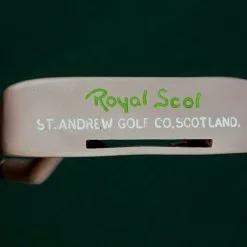 Royal Scot
ST. ANDREW GOLF CO. SCOTLAND.